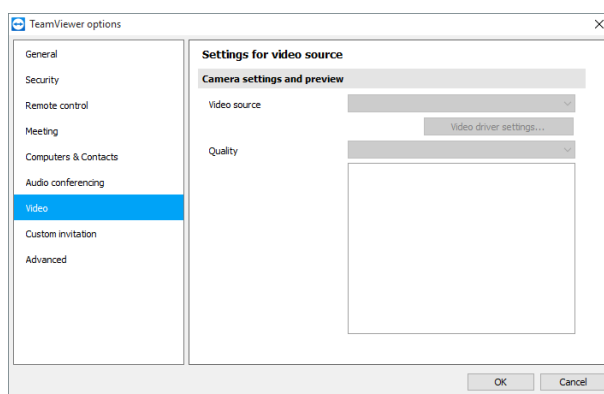 TeamViewer options
General
Security
Remote control
Meeting
Computers & Contacts
Audio conferencing
Video
Custom invitation
Advanced
Settings for video source
Camera settings and preview
Video source
Video driver settings...
Quality
OK
Cancel